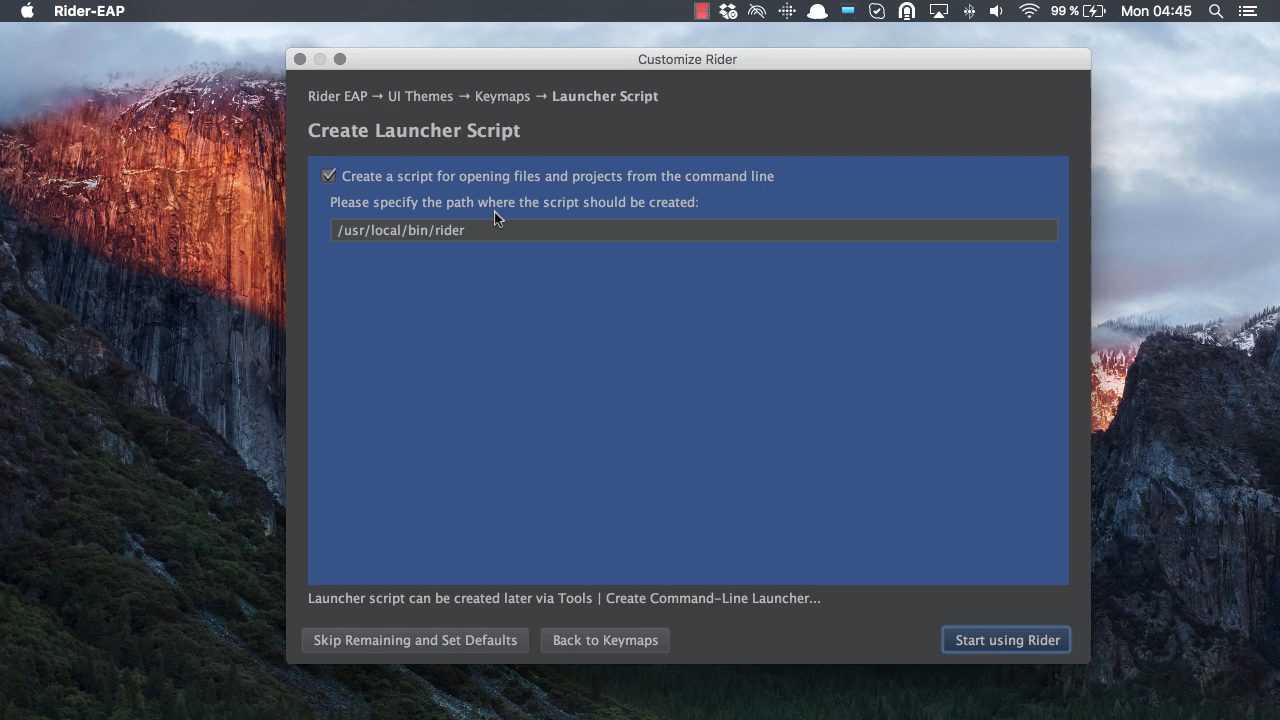 Rider-EAP
99 %
Mon 04:45
Customize Rider
Rider EAP → UI Themes → Keymaps → Launcher Script
Create Launcher Script
Create a script for opening files and projects from the command line
Please specify the path where the script should be created:
/usr/local/bin/rider
Launcher script can be created later via Tools | Create Command-Line Launcher...
Skip Remaining and Set Defaults
Back to Keymaps
Start using Rider